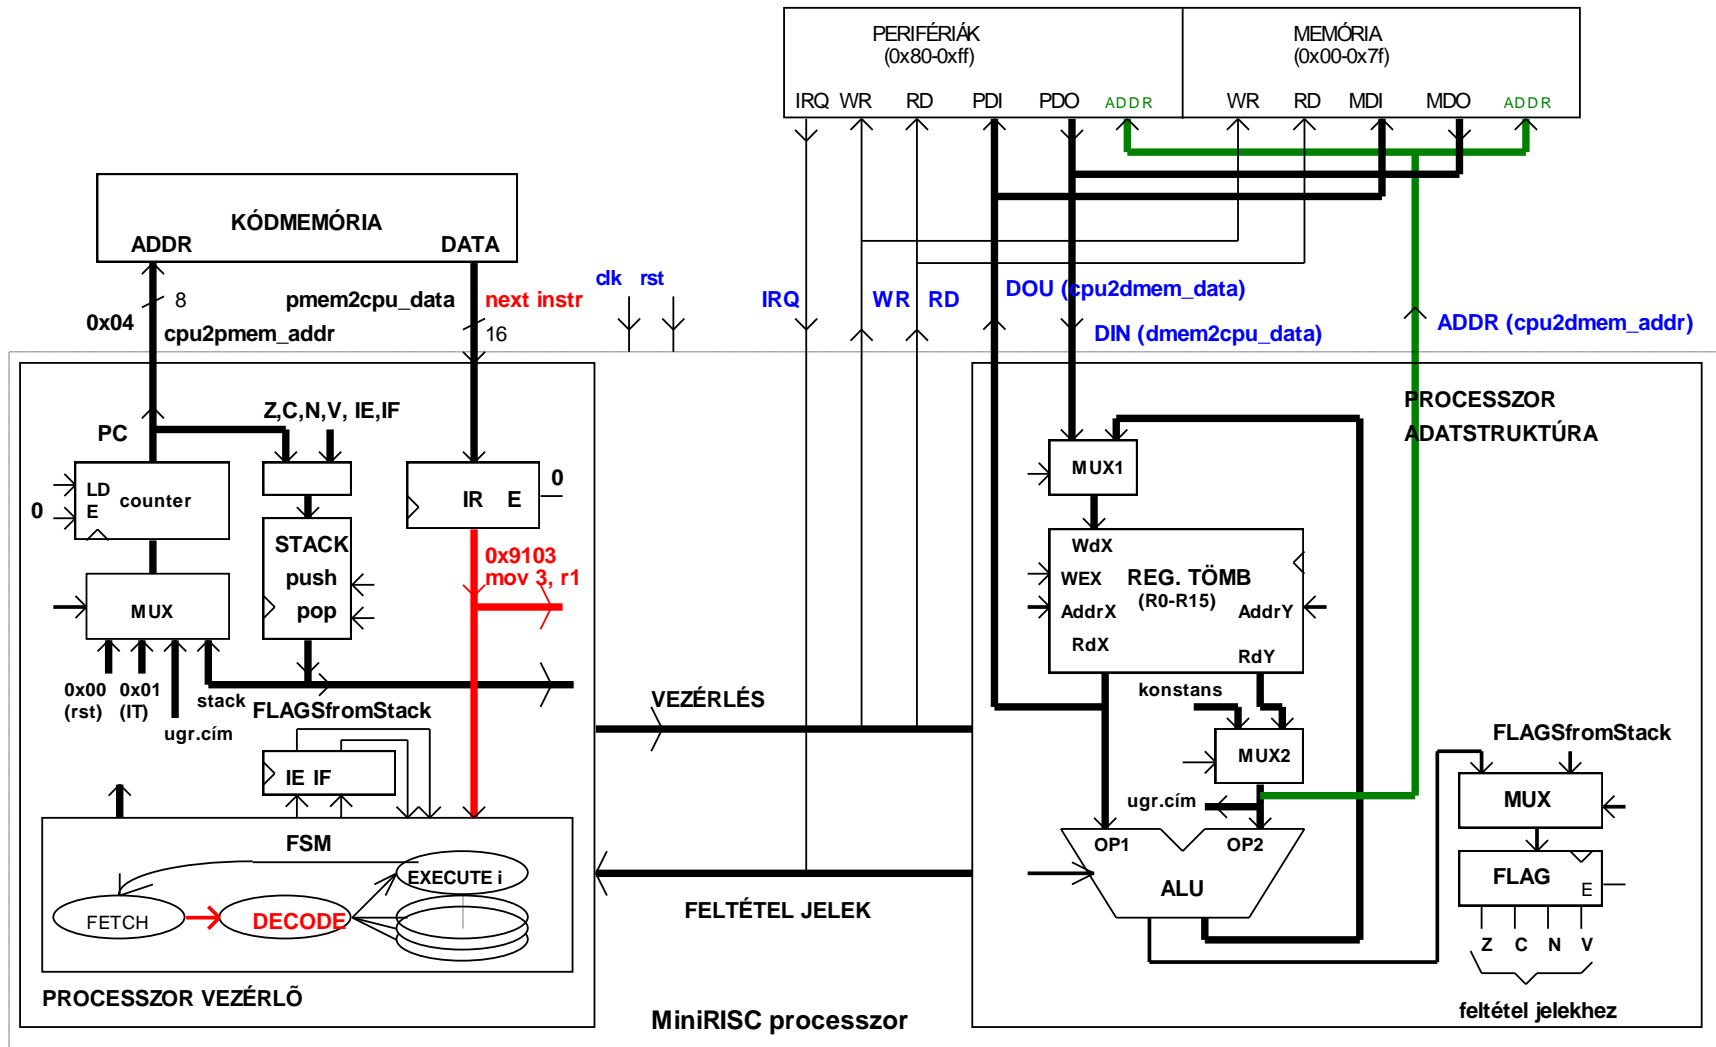 PERIFÉRIÁK
(0x80-0xff)
MEMÓRIA
(0x00-0x7f)
IRQ WR RD PDI PDO ADDR
WR RD MDI MDO ADDR
KÓDMEMÓRIA
ADDR DATA
8
0x04
cpu2pmem_addr
pmem2cpu_data
next instr
16
clk rst
IRQ
WR RD
DOU (cpu2dmem_data)
DIN (dmem2cpu_data)
ADDR (cpu2dmem_addr)
PC
Z,C,N,V, IE,IF
LD
E
counter
0
IR E
0
STACK
push
pop
0x9103
mov 3, r1
MUX
0x00
(rst)
0x01
(IT)
ugr.cím
stack
FLAGSfromStack
IE IF
FSM
FETCH
DECODE
EXECUTE i
PROCESSZOR VEZÉRLÕ
VEZÉRLÉS
FELTÉTEL JELEK
MiniRISC processzor
PROCESSZOR
ADATSTRUKTÚRA
MUX1
WdX
WEX
REG. TÖMB
(R0-R15)
AddrX
AddrY
RdX
RdY
konstans
MUX2
ugr.cím
OP1 OP2
ALU
FLAGSfromStack
MUX
FLAG
E
Z C N V
feltétel jelekhez